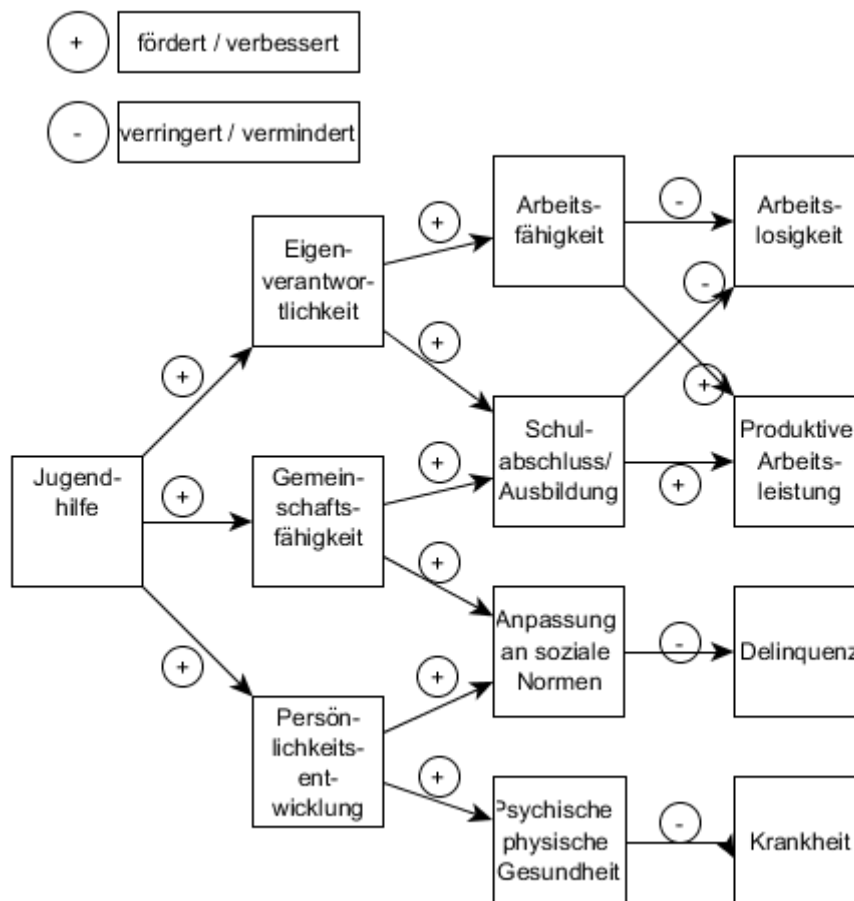 +
fördert / verbessert
-
verringert / vermindert
Arbeits-
fähigkeit
-
Arbeits-
losigkeit
+
Eigen-
verantwor-
tlichkeit
-
+
+
+
Schul-
abschluss/
Ausbildung
Produktive
Arbeits-
leistung
+
Jugend-
hilfe
+
Gemein-
schafts-
fähigkeit
+
+
Anpassung
an soziale
Normen
-
Delinquenz
+
+
Persön-
lichkeits-
ent-
wicklung
+
Psychische
physische
Gesundheit
-
Krankheit